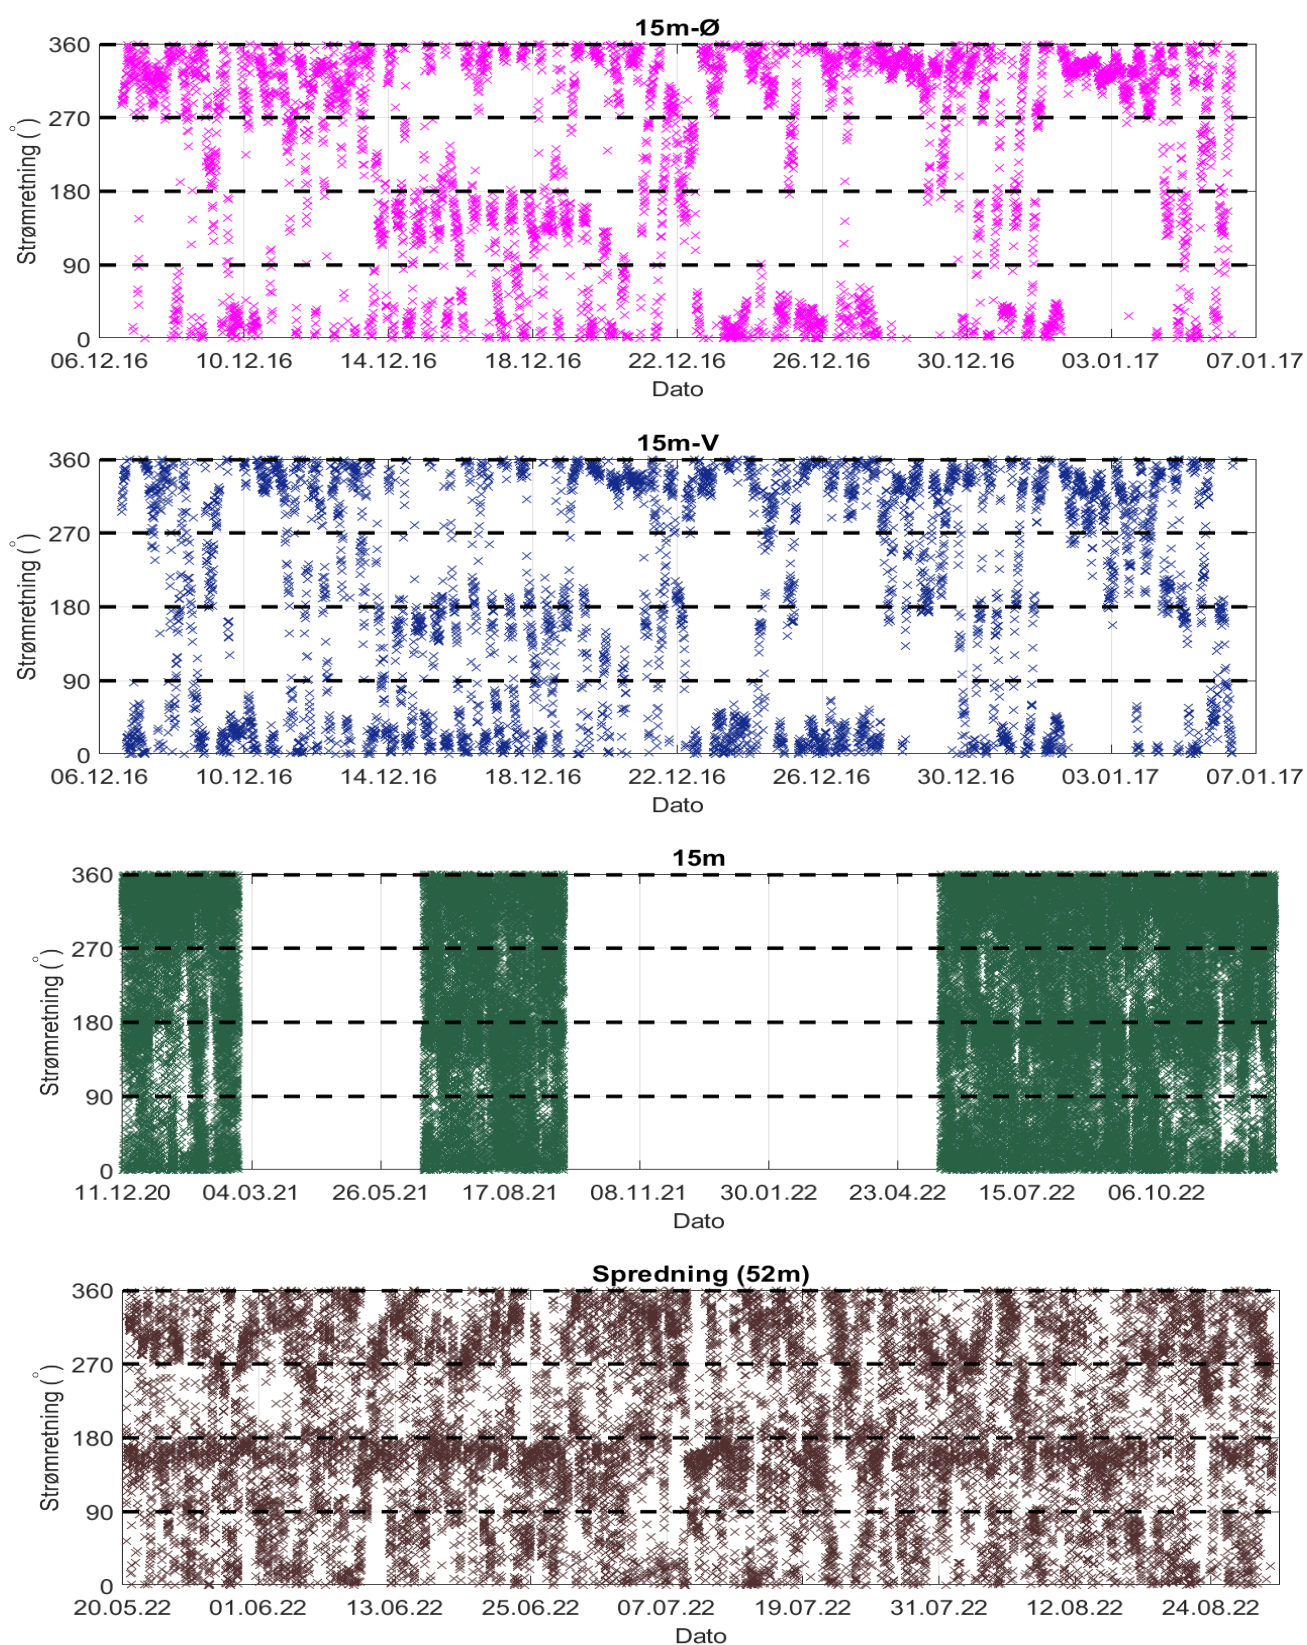 15m-Ø
360
270
180
90
0
Strømretning (°)
06.12.16 10.12.16 14.12.16 18.12.16 22.12.16 26.12.16 30.12.16 03.01.17 07.01.17
Dato
15m-V
360
270
180
90
0
Strømretning (°)
06.12.16 10.12.16 14.12.16 18.12.16 22.12.16 26.12.16 30.12.16 03.01.17 07.01.17
Dato
15m
360
270
180
90
0
Strømretning (°)
11.12.20 04.03.21 26.05.21 17.08.21 08.11.21 30.01.22 23.04.22 15.07.22 06.10.22
Dato
Spredning (52m)
360
270
180
90
0
Strømretning (°)
20.05.22 01.06.22 13.06.22 25.06.22 07.07.22 19.07.22 31.07.22 12.08.22 24.08.22
Dato